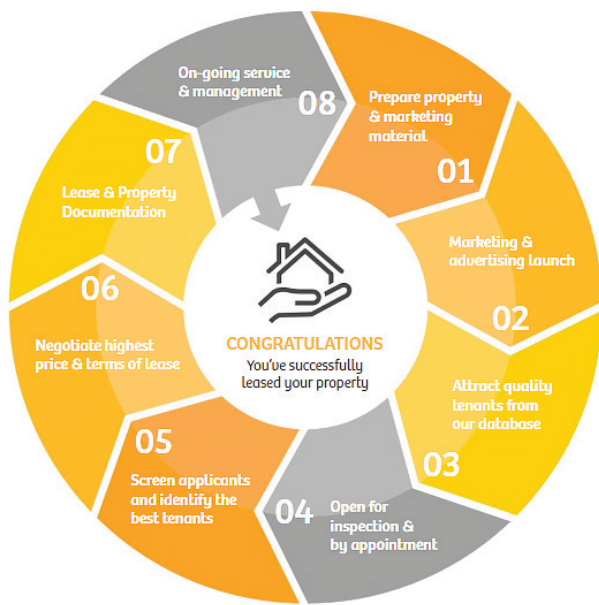 Prepare property
& marketing
material
01
Marketing &
advertising launch
02
Attract quality
tenants from
our database
03
Open for
inspection &
by appointment
04
Screen applicants
and identify the
best tenants
05
Negotiate highest
price & terms of lease
06
Lease & Property
Documentation
07
On-going service
& management
08
CONGRATULATIONS
You've successfully
leased your property